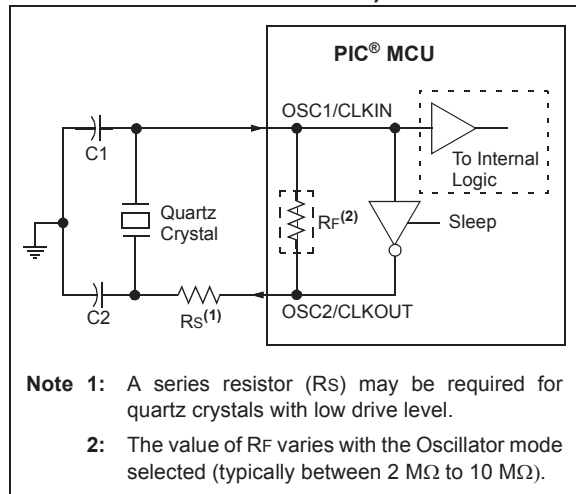 PIC® MCU
OSC1/CLKIN
C1
To Internal
Logic
Quartz
Crystal
RF(2)
Sleep
C2
RS(1)
OSC2/CLKOUT
Note 1: A series resistor (RS) may be required for
quartz crystals with low drive level.
2: The value of RF varies with the Oscillator mode
selected (typically between 2 MΩ to 10 MΩ).